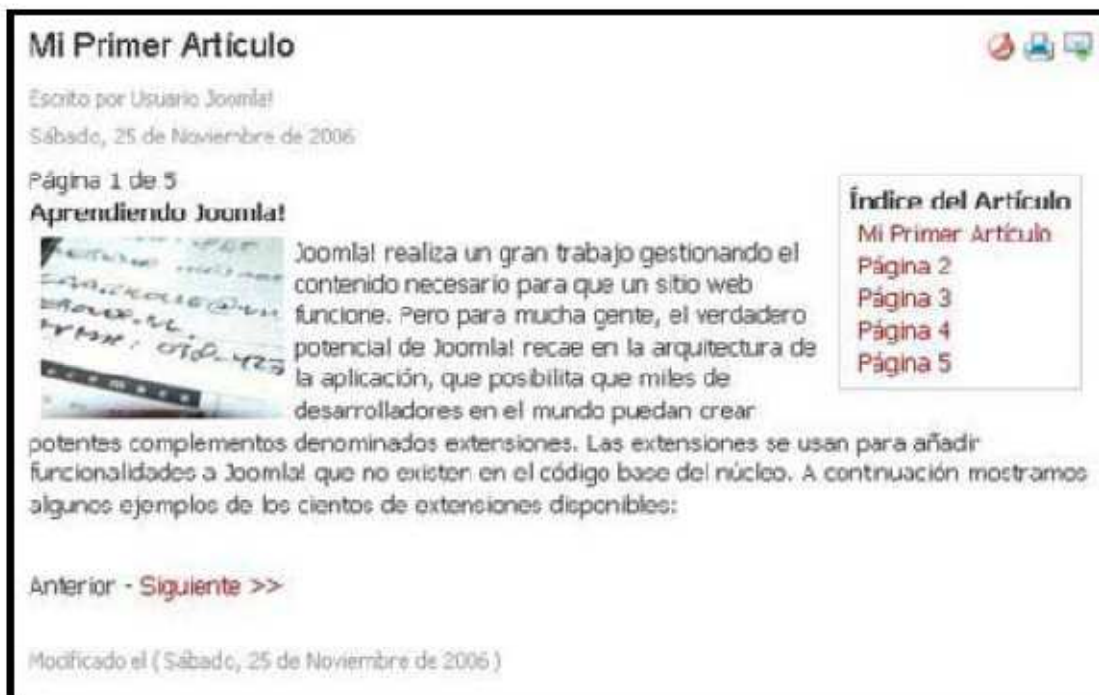 Mi Primer Artículo
Escrito por Usuario Joomla!
Sábado, 25 de Noviembre de 2006
Página 1 de 5
Aprendiendo Joomla!
Índice del Artículo
Mi Primer Artículo
Página 2
Página 3
Página 4
Página 5
Joomla! realiza un gran trabajo gestionando el
contenido necesario para que un sitio web
funcione. Pero para mucha gente, el verdadero
potencial de Joomla! recae en la arquitectura de
la aplicación, que posibilita que miles de
desarrolladores en el mundo puedan crear
potentes complementos denominados extensiones. Las extensiones se usan para añadir
funcionalidades a Joomla! que no existen en el código base del núcleo. A continuación mostramos
algunos ejemplos de los cientos de extensiones disponibles:
Anterior - Siguiente >>
Modificado el ( Sábado, 25 de Noviembre de 2006 )